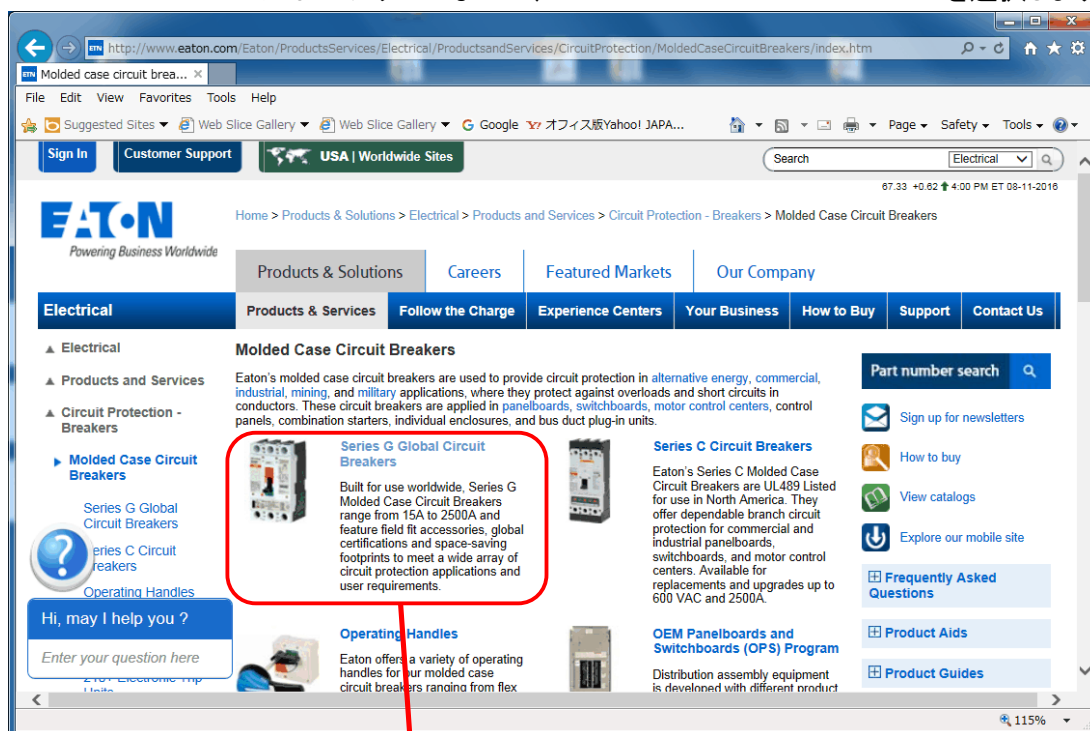 を選択しま
http://www.eaton.com/Eaton/ProductsServices/Electrical/ProductsandServices/CircuitProtection/MoldedCaseCircuitBreakers/index.htm
ETN Molded case circuit brea...
File Edit View Favorites Tools Help
Suggested Sites Web Slice Gallery Web Slice Gallery Google オフィス版Yahoo! JAPA...
Page Safety Tools
Sign In
Customer Support
USA | Worldwide Sites
Search
Electrical
67.33 +0.62 4:00 PM ET 08-11-2016
EATON
Powering Business Worldwide
Home > Products & Solutions > Electrical > Products and Services > Circuit Protection - Breakers > Molded Case Circuit Breakers
Products & Solutions Careers Featured Markets Our Company
Electrical
Products & Services Follow the Charge Experience Centers Your Business How to Buy Support Contact Us
Electrical
Products and Services
Circuit Protection -
Breakers
Molded Case Circuit
Breakers
Series G Global
Circuit Breakers
eries C Circuit
reakers
Operating Handles
Hi, may I help you ?
Enter your question here
Molded Case Circuit Breakers
Eaton's molded case circuit breakers are used to provide circuit protection in alternative energy, commercial,
industrial, mining, and military applications, where they protect against overloads and short circuits in
conductors. These circuit breakers are applied in panelboards, switchboards, motor control centers, control
panels, combination starters, individual enclosures, and bus duct plug-in units.
Series G Global Circuit
Breakers
Built for use worldwide, Series G
Molded Case Circuit Breakers
range from 15A to 2500A and
feature field fit accessories, global
certifications and space-saving
footprints to meet a wide array of
circuit protection applications and
user requirements.
Series C Circuit Breakers
Eaton's Series C Molded Case
Circuit Breakers are UL489 Listed
for use in North America. They
offer dependable branch circuit
protection for commercial and
industrial panelboards,
switchboards, and motor control
centers. Available for
replacements and upgrades up to
600 VAC and 2500A.
Operating Handles
Eaton offers a variety of operating
handles for our molded case
circuit breakers ranging from flex
OEM Panelboards and
Switchboards (OPS) Program
Distribution assembly equipment
is developed with different product
Part number search
Sign up for newsletters
How to buy
View catalogs
Explore our mobile site
Frequently Asked
Questions
Product Aids
Product Guides
115%